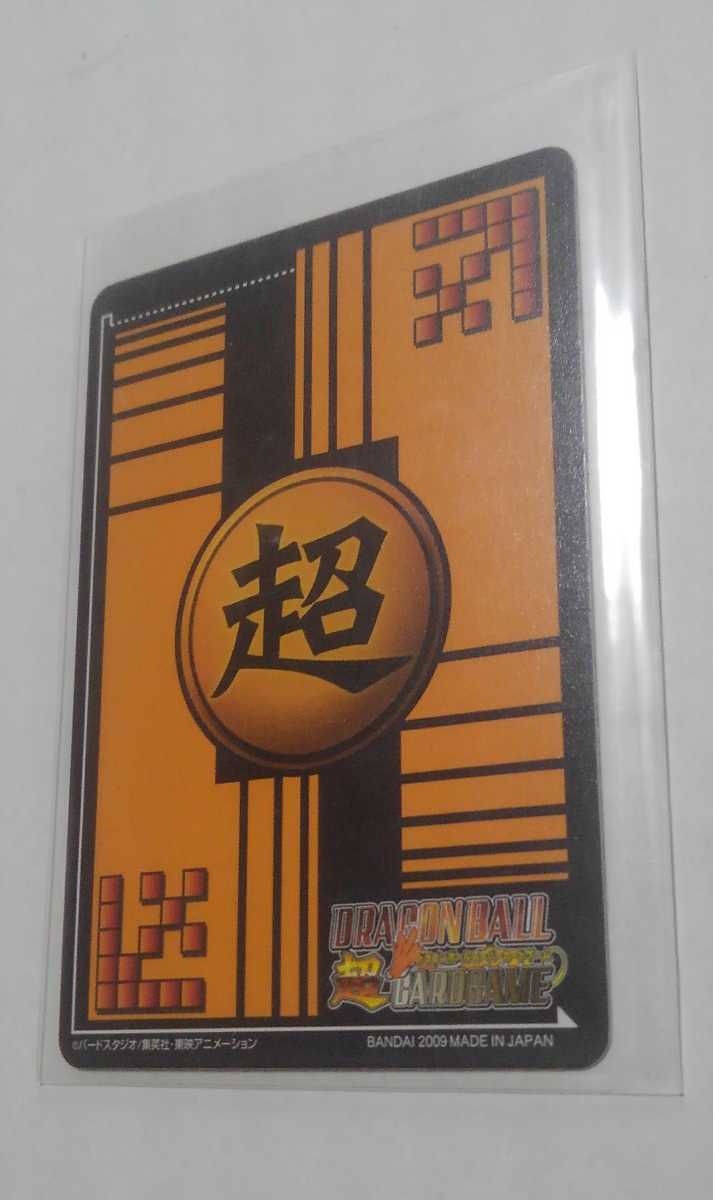 超
DRAGON BALL
超 CARDGAME
©バードスタジオ/集英社・東映アニメーション
BANDAI 2009 MADE IN JAPAN